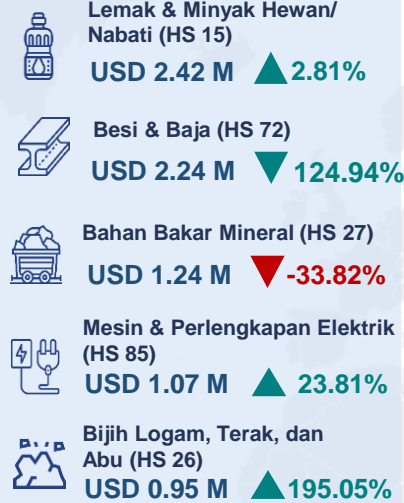 Lemak & Minyak Hewan/
Nabati (HS 15)
USD 2.42 M ▲ 2.81%
Besi & Baja (HS 72)
USD 2.24 M ▼ 124.94%
Bahan Bakar Mineral (HS 27)
USD 1.24 M ▼ -33.82%
Mesin & Perlengkapan Elektrik
(HS 85)
USD 1.07 M ▲ 23.81%
Bijih Logam, Terak, dan
Abu (HS 26)
USD 0.95 M ▲ 195.05%